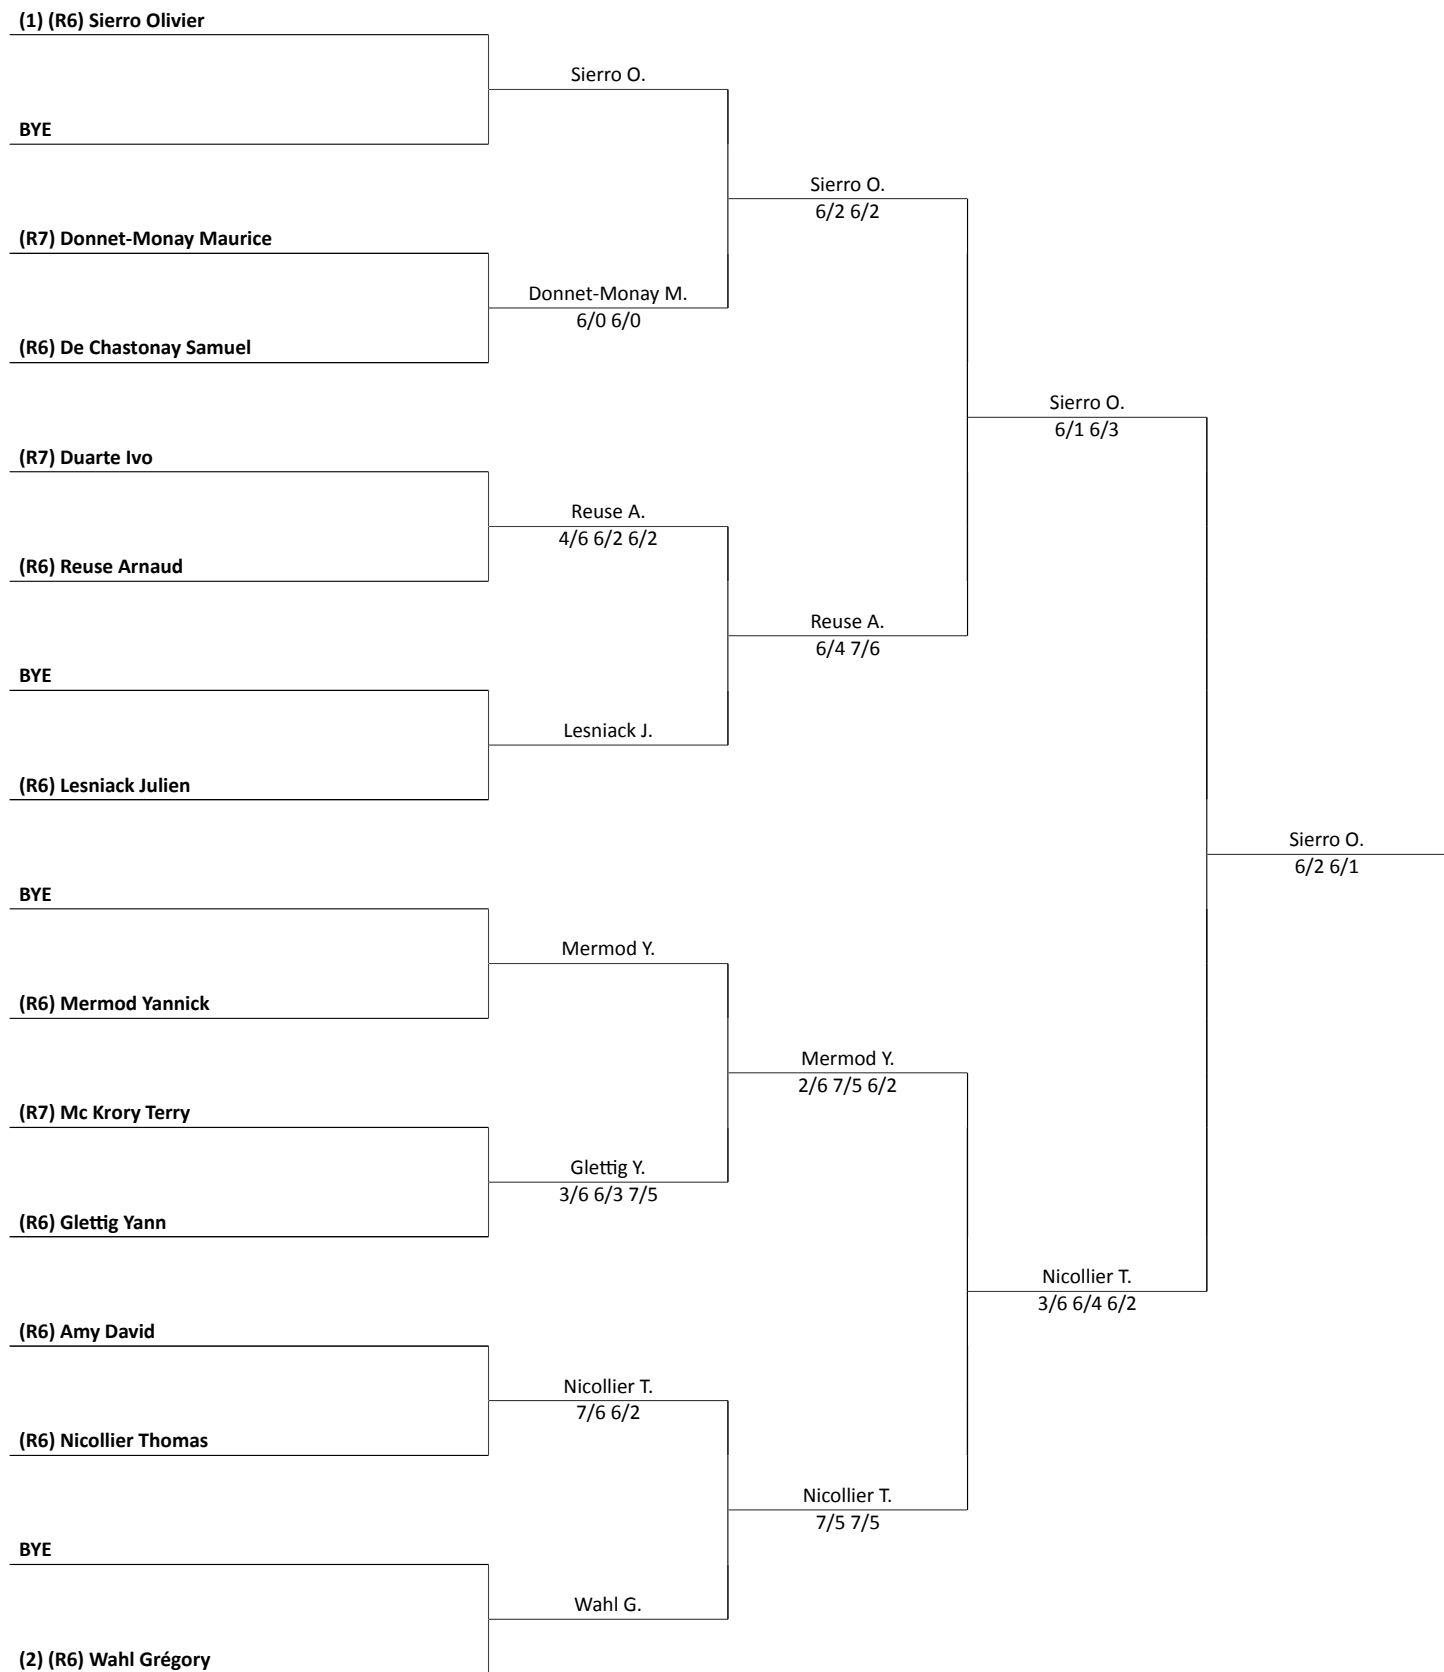 (1) (R6) Sierro Olivier
BYE
(R7) Donnet-Monay Maurice
(R6) De Chastonay Samuel
(R7) Duarte Ivo
(R6) Reuse Arnaud
BYE
(R6) Lesniack Julien
BYE
(R6) Mermod Yannick
(R7) Mc Krory Terry
(R6) Glettig Yann
(R6) Amy David
(R6) Nicollier Thomas
BYE
(2) (R6) Wahl Grégory
Sierro O.
Donnet-Monay M.
6/0 6/0
Reuse A.
4/6 6/2 6/2
Lesniack J.
Mermod Y.
Glettig Y.
3/6 6/3 7/5
Nicollier T.
7/6 6/2
Wahl G.
Sierro O.
6/2 6/2
Reuse A.
6/4 7/6
Mermod Y.
2/6 7/5 6/2
Nicollier T.
7/5 7/5
Sierro O.
6/1 6/3
Nicollier T.
3/6 6/4 6/2
Sierro O.
6/2 6/1